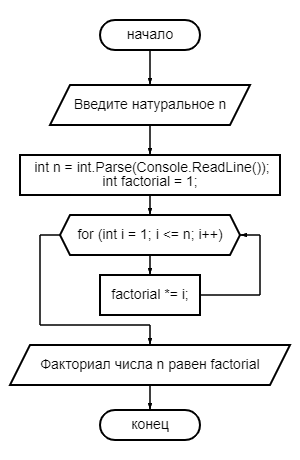 начало
Введите натуральное n
int n = int.Parse(Console.ReadLine());
int factorial = 1;
for (int i = 1; i <= n; i++)
factorial *= i;
Факториал числа n равен factorial
конец